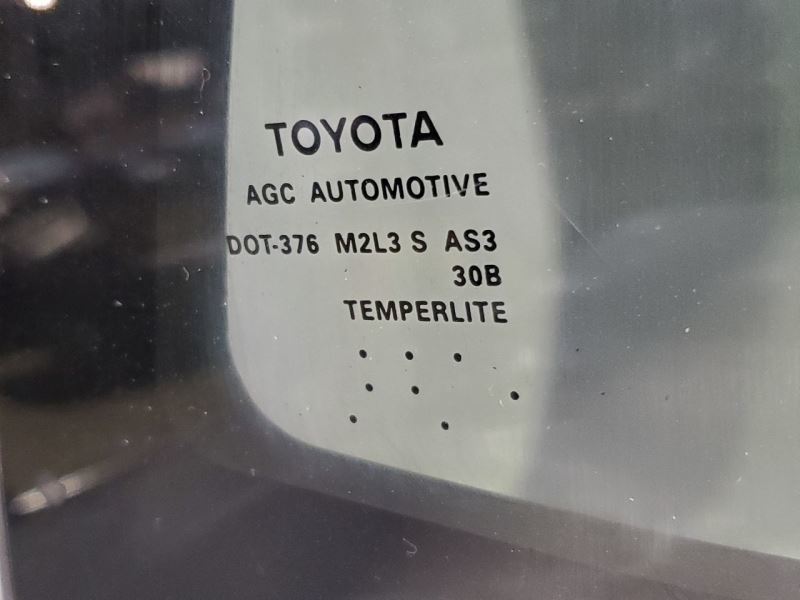 TOYOTA
AGC AUTOMOTIVE
DOT-376 M2L3 S AS3
30B
TEMPERLITE